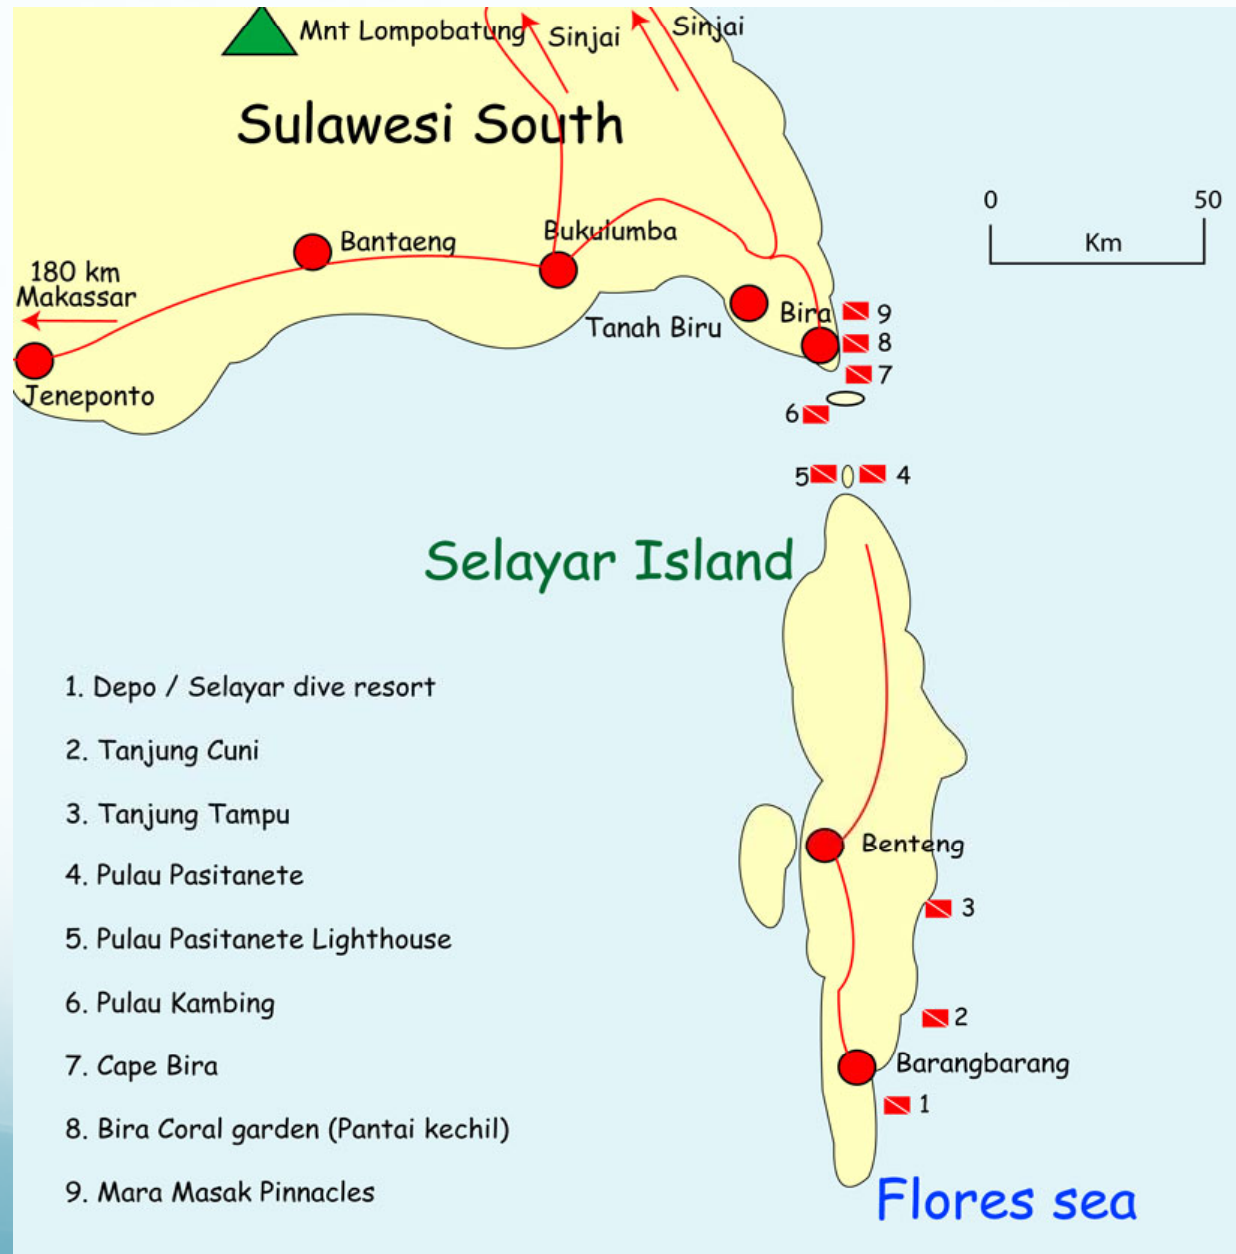 Mnt Lompobatung
Sinjai
Sinjai
Sulawesi South
0 50
Km
Bukulumba
Bantaeng
180 km
Makassar
Tanah Biru
Bira
9
8
7
6
Jeneponto
5
4
Selayar Island
1. Depo / Selayar dive resort
2. Tanjung Cuni
3. Tanjung Tampu
4. Pulau Pasitanete
5. Pulau Pasitanete Lighthouse
6. Pulau Kambing
7. Cape Bira
8. Bira Coral garden (Pantai kechil)
9. Mara Masak Pinnacles
Benteng
3
2
Barangbarang
1
Flores sea